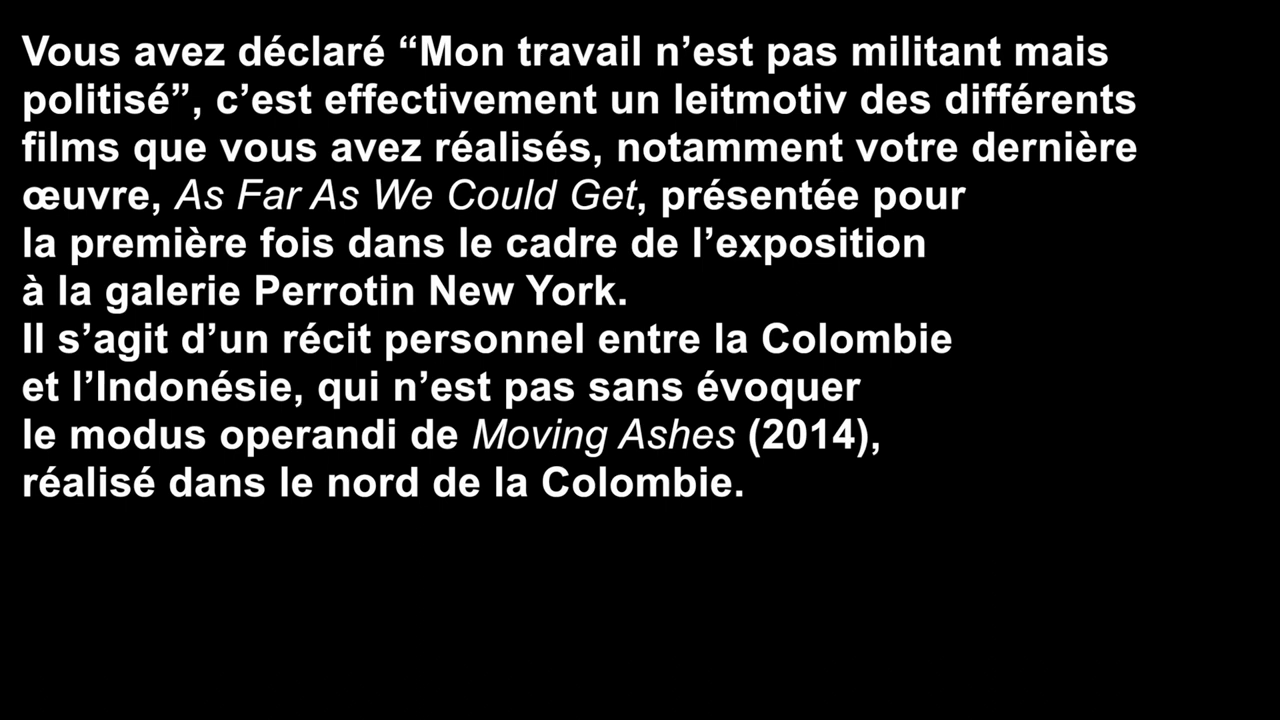 Vous avez déclaré “Mon travail n’est pas militant mais
politisé”, c’est effectivement un leitmotiv des différents
films que vous avez réalisés, notamment votre dernière
œuvre, As Far As We Could Get, présentée pour
la première fois dans le cadre de l’exposition
à la galerie Perrotin New York.
Il s’agit d’un récit personnel entre la Colombie
et l’Indonésie, qui n’est pas sans évoquer
le modus operandi de Moving Ashes (2014),
réalisé dans le nord de la Colombie.